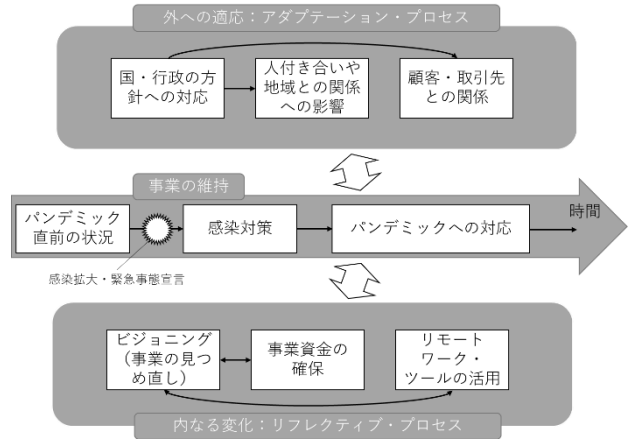 外への適応：アダプテーション・プロセス
国・行政の方
針への対応
人付き合いや
地域との関係
への影響
顧客・取引先
との関係
事業の維持
パンデミック
直前の状況
感染対策
パンデミックへの対応
時間
感染拡大・緊急事態宣言
ビジョニング
（事業の見つ
め直し）
事業資金の
確保
リモート
ワーク・
ツールの活用
内なる変化：リフレクティブ・プロセス